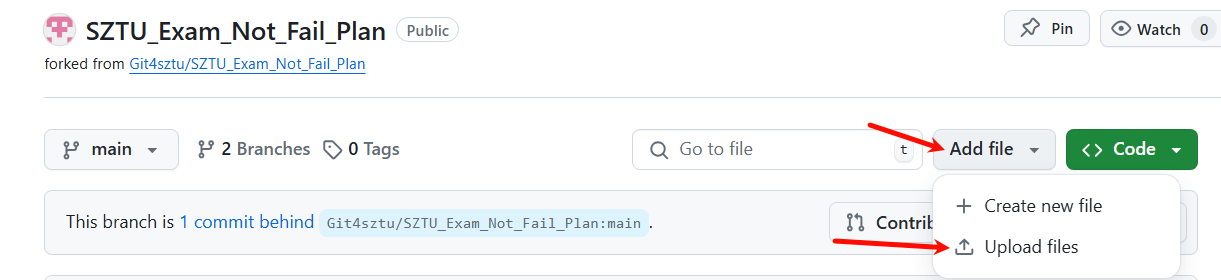 SZTU_Exam_Not_Fail_Plan Public Pin Watch 0
forked from Git4sztu/SZTU_Exam_Not_Fail_Plan
main 2 Branches 0 Tags Go to file t Add file Code
This branch is 1 commit behind Git4sztu/SZTU_Exam_Not_Fail_Plan:main . Contrib
Create new file
Upload files